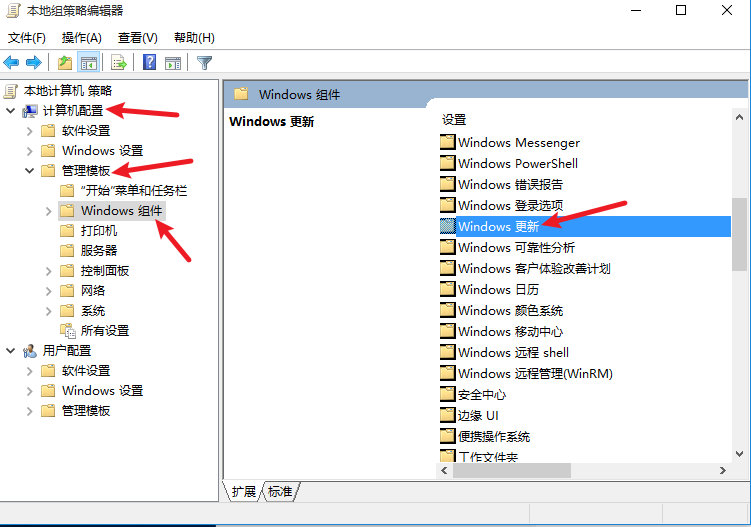 本地组策略编辑器
文件(F) 操作(A) 查看(V) 帮助(H)
本地计算机 策略
计算机配置
软件设置
Windows 设置
管理模板
“开始”菜单和任务栏
Windows 组件
打印机
服务器
控制面板
网络
系统
所有设置
用户配置
软件设置
Windows 设置
管理模板
Windows 组件
Windows 更新
设置
Windows Messenger
Windows PowerShell
Windows 错误报告
Windows 登录选项
Windows 更新
Windows 可靠性分析
Windows 客户体验改善计划
Windows 日历
Windows 颜色系统
Windows 移动中心
Windows 远程 shell
Windows 远程管理(WinRM)
安全中心
边缘 UI
便携操作系统
工作文件夹
扩展 标准